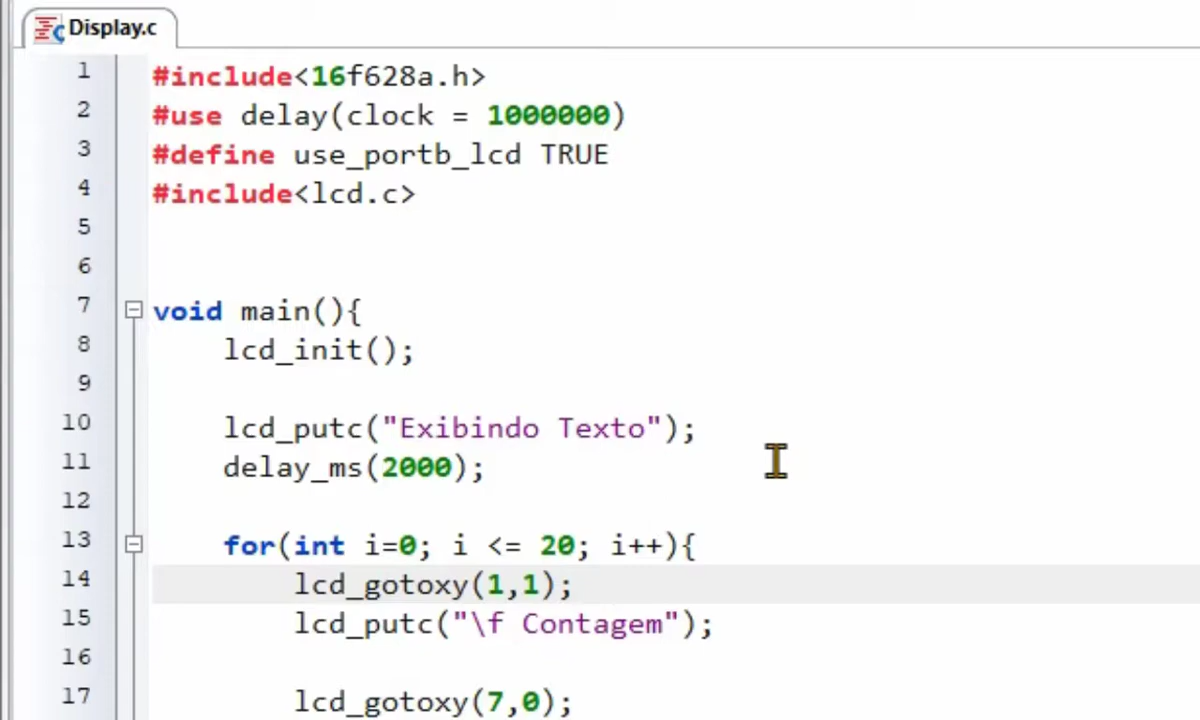 Display.c
1 #include<16f628a.h>
2 #use delay(clock = 1000000)
3 #define use_portb_lcd TRUE
4 #include<lcd.c>
5
6
7 void main(){
8 lcd_init();
9
10 lcd_putc("Exibindo Texto");
11 delay_ms(2000);
12
13 for(int i=0; i <= 20; i++){
14 lcd_gotoxy(1,1);
15 lcd_putc("\f Contagem");
16
17 lcd_gotoxy(7,0);